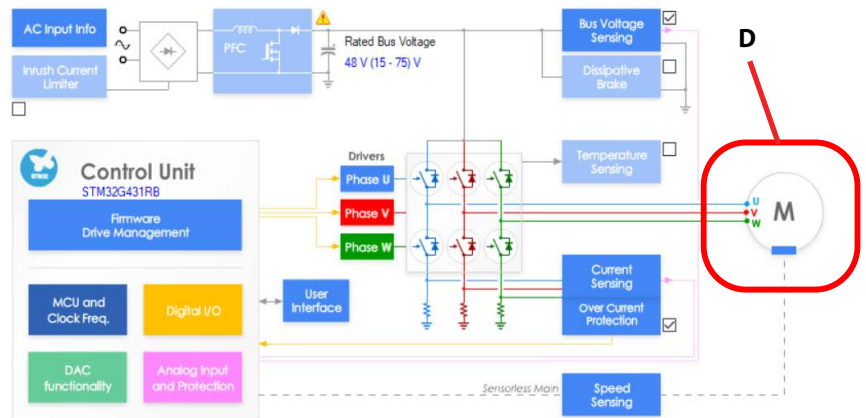 AC Input Info
Inrush Current
Limiter
PFC
Rated Bus Voltage
48 V (15 - 75) V
Bus Voltage
Sensing
Dissipative
Brake
D
STM32
Control Unit
STM32G431RB
Firmware
Drive Management
Drivers
Phase U
Phase V
Phase W
Temperature
Sensing
U
V
W
M
MCU and
Clock Freq.
Digital I/O
User
Interface
Current
Sensing
Over Current
Protection
DAC
functionality
Analog Input
and Protection
Sensorless Main
Speed
Sensing